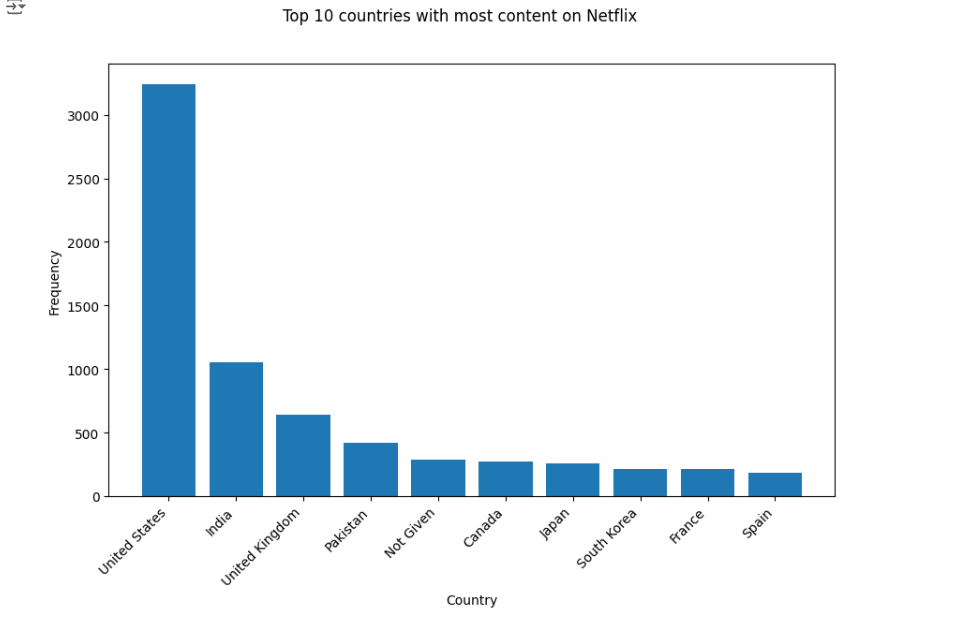 Top 10 countries with most content on Netflix
3000
2500
2000
1500
1000
500
0
Frequency
United States
India
United Kingdom
Pakistan
Not Given
Canada
Japan
South Korea
France
Spain
Country